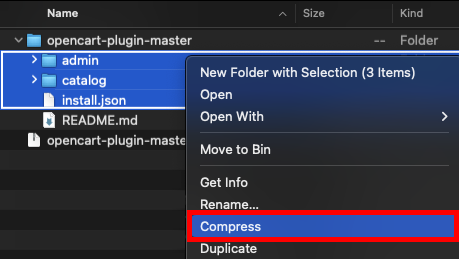 Name
Size
Kind
opencart-plugin-master
-- Folder
admin
catalog
install.json
README.md
opencart-plugin-maste
New Folder with Selection (3 Items)
Open
Open With
Move to Bin
Get Info
Rename...
Compress
Duplicate